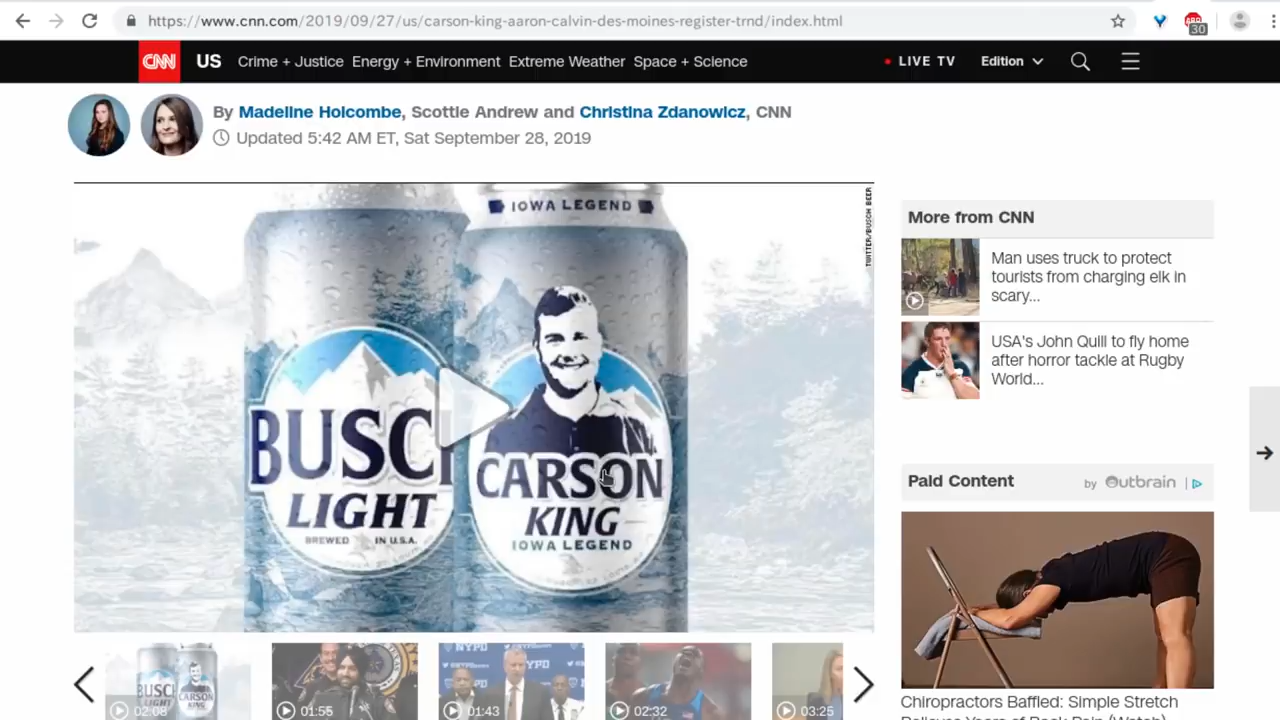 https://www.cnn.com/2019/09/27/us/carson-king-aaron-calvin-des-moines-register-trnd/index.html
30
CNN US Crime + Justice Energy + Environment Extreme Weather Space + Science LIVE TV Edition
By Madeline Holcombe, Scottie Andrew and Christina Zdanowicz, CNN
Updated 5:42 AM ET, Sat September 28, 2019
TWITTER/BUSCH BEER
IOWA LEGEND
BUSC
LIGHT
BREWED IN U.S.A.
CARSON
KING
IOWA LEGEND
More from CNN
Man uses truck to protect
tourists from charging elk in
scary...
USA's John Quill to fly home
after horror tackle at Rugby
World...
Paid Content by Outbrain
Chiropractors Baffled: Simple Stretch
BUSC
CARSON
NYPD
02:08
01:55
01:43
02:32
03:25